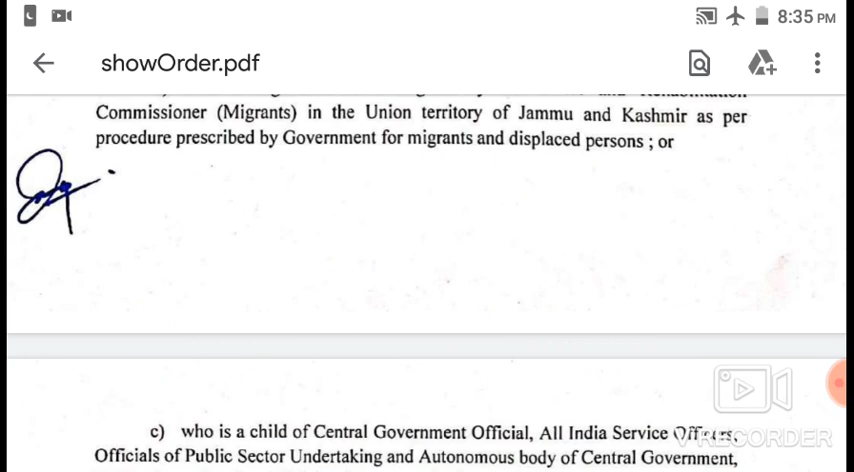 8:35 PM
showOrder.pdf
Commissioner (Migrants) in the Union territory of Jammu and Kashmir as per
procedure prescribed by Government for migrants and displaced persons ; or
c) who is a child of Central Government Official, All India Service Officers,
Officials of Public Sector Undertaking and Autonomous body of Central Government,
V RECORDER